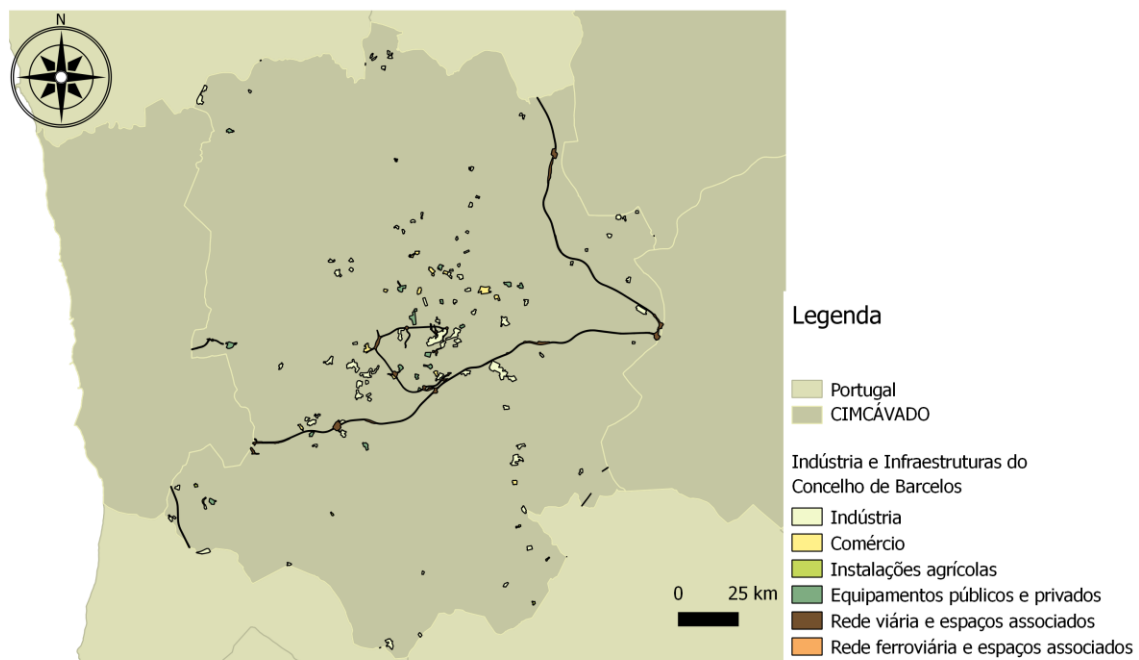 N
Legenda
Portugal
CIMCÁVADO
Indústria e Infraestruturas do
Concelho de Barcelos
Indústria
Comércio
Instalações agrícolas
Equipamentos públicos e privados
Rede viária e espaços associados
Rede ferroviária e espaços associados
0 25 km